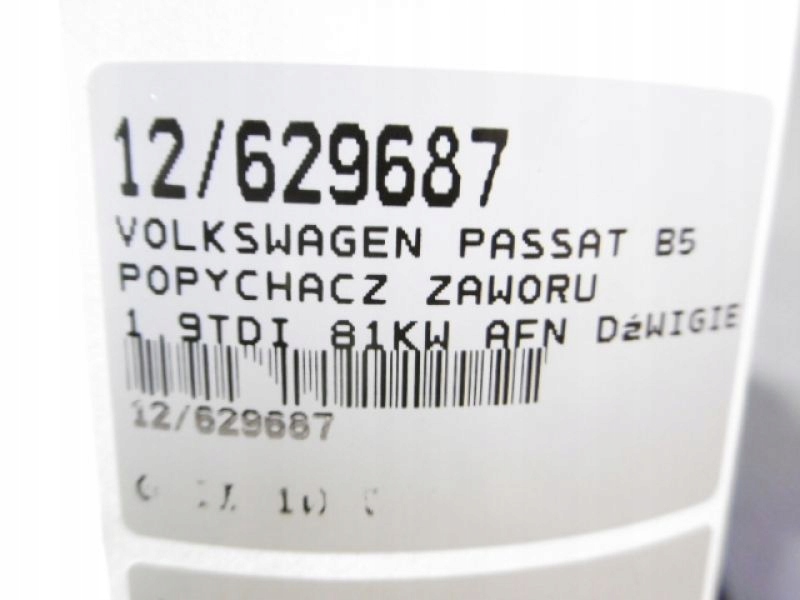 12/629687
VOLKSWAGEN PASSAT B5
POPYCHACZ ZAWORU
1.9TDI 81KW AFN DźWIGIE
12/629687